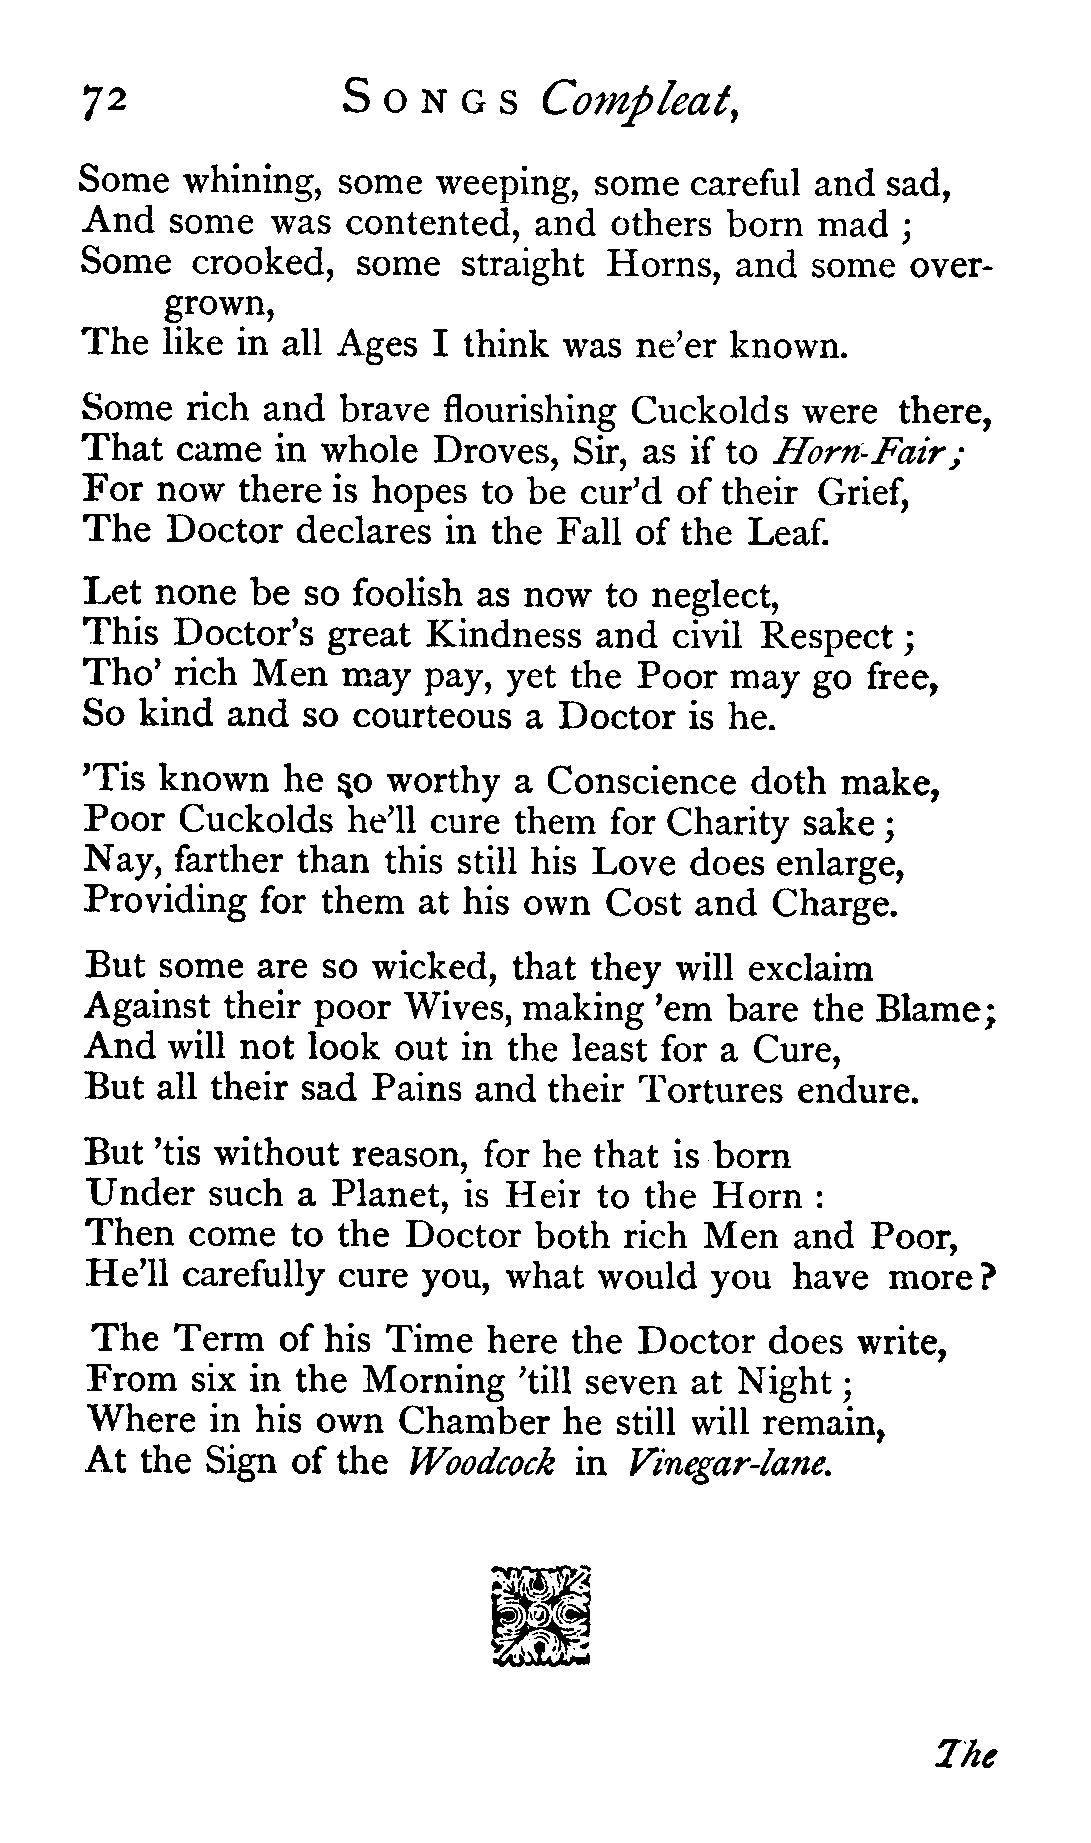 72 SONGS Compleat,
Some whining, some weeping, some careful and sad,
And some was contented, and others born mad ;
Some crooked, some straight Horns, and some over-
grown,
The like in all Ages I think was ne'er known.
Some rich and brave flourishing Cuckolds were there,
That came in whole Droves, Sir, as if to Horn-Fair ;
For now there is hopes to be cur'd of their Grief,
The Doctor declares in the Fall of the Leaf.
Let none be so foolish as now to neglect,
This Doctor's great Kindness and civil Respect ;
Tho' rich Men may pay, yet the Poor may go free,
So kind and so courteous a Doctor is he.
'Tis known he so worthy a Conscience doth make,
Poor Cuckolds he'll cure them for Charity sake ;
Nay, farther than this still his Love does enlarge,
Providing for them at his own Cost and Charge.
But some are so wicked, that they will exclaim
Against their poor Wives, making 'em bare the Blame;
And will not look out in the least for a Cure,
But all their sad Pains and their Tortures endure.
But 'tis without reason, for he that is born
Under such a Planet, is Heir to the Horn :
Then come to the Doctor both rich Men and Poor,
He'll carefully cure you, what would you have more ?
The Term of his Time here the Doctor does write,
From six in the Morning 'till seven at Night ;
Where in his own Chamber he still will remain,
At the Sign of the Woodcock in Vinegar-lane.
The